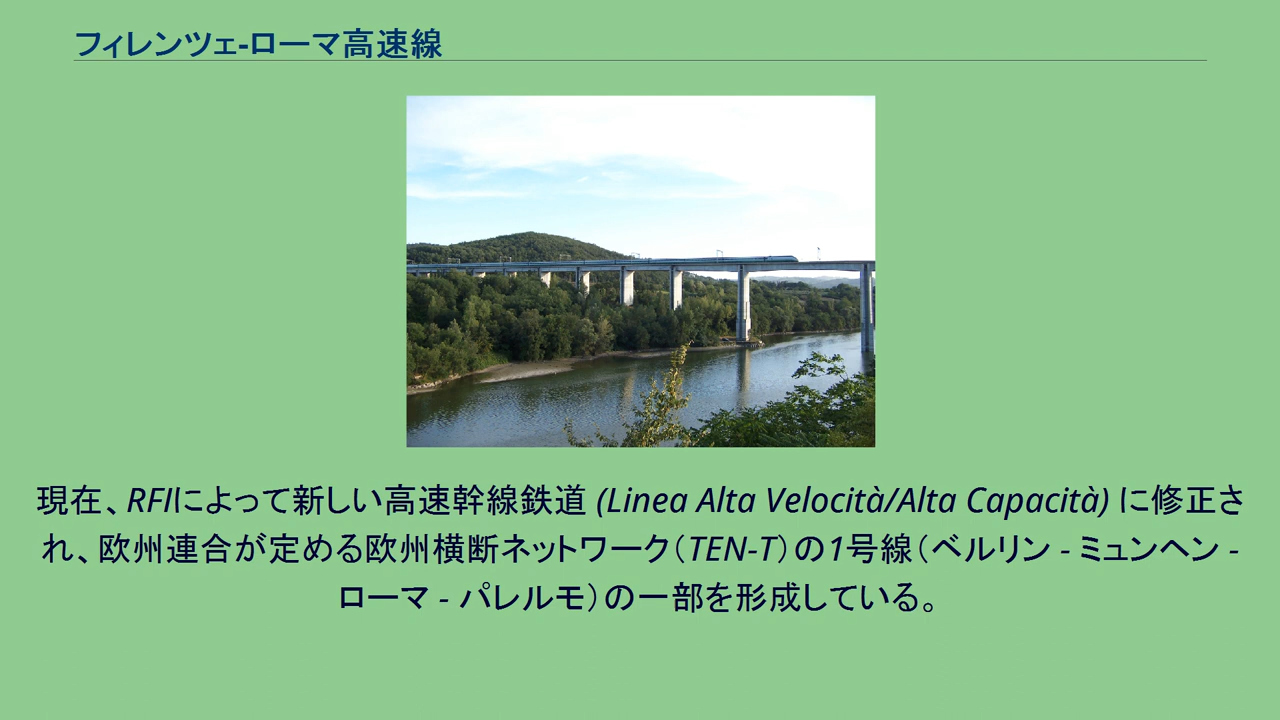 フィレンツェ-ローマ高速線
現在、RFIによって新しい高速幹線鉄道 (Linea Alta Velocità/Alta Capacità) に修正さ
れ、欧州連合が定める欧州横断ネットワーク（TEN-T）の1号線（ベルリン - ミュンヘン -
ローマ - パレルモ）の一部を形成している。